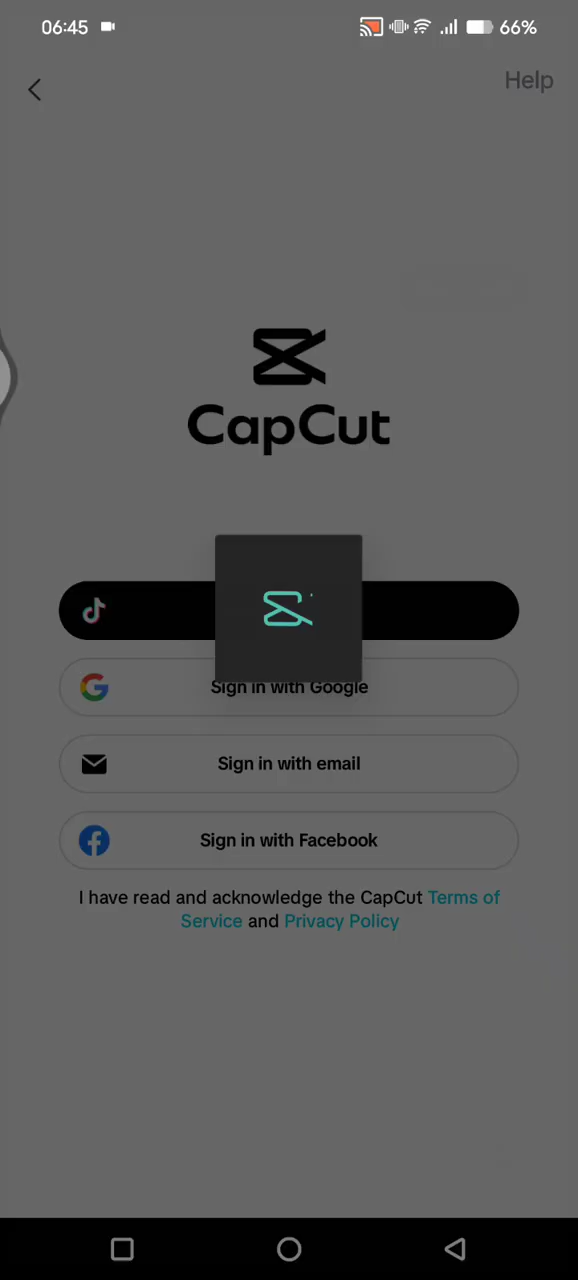 06:45
66%
Help
CapCut
Sign in with Google
Sign in with email
Sign in with Facebook
I have read and acknowledge the CapCut Terms of
Service and Privacy Policy